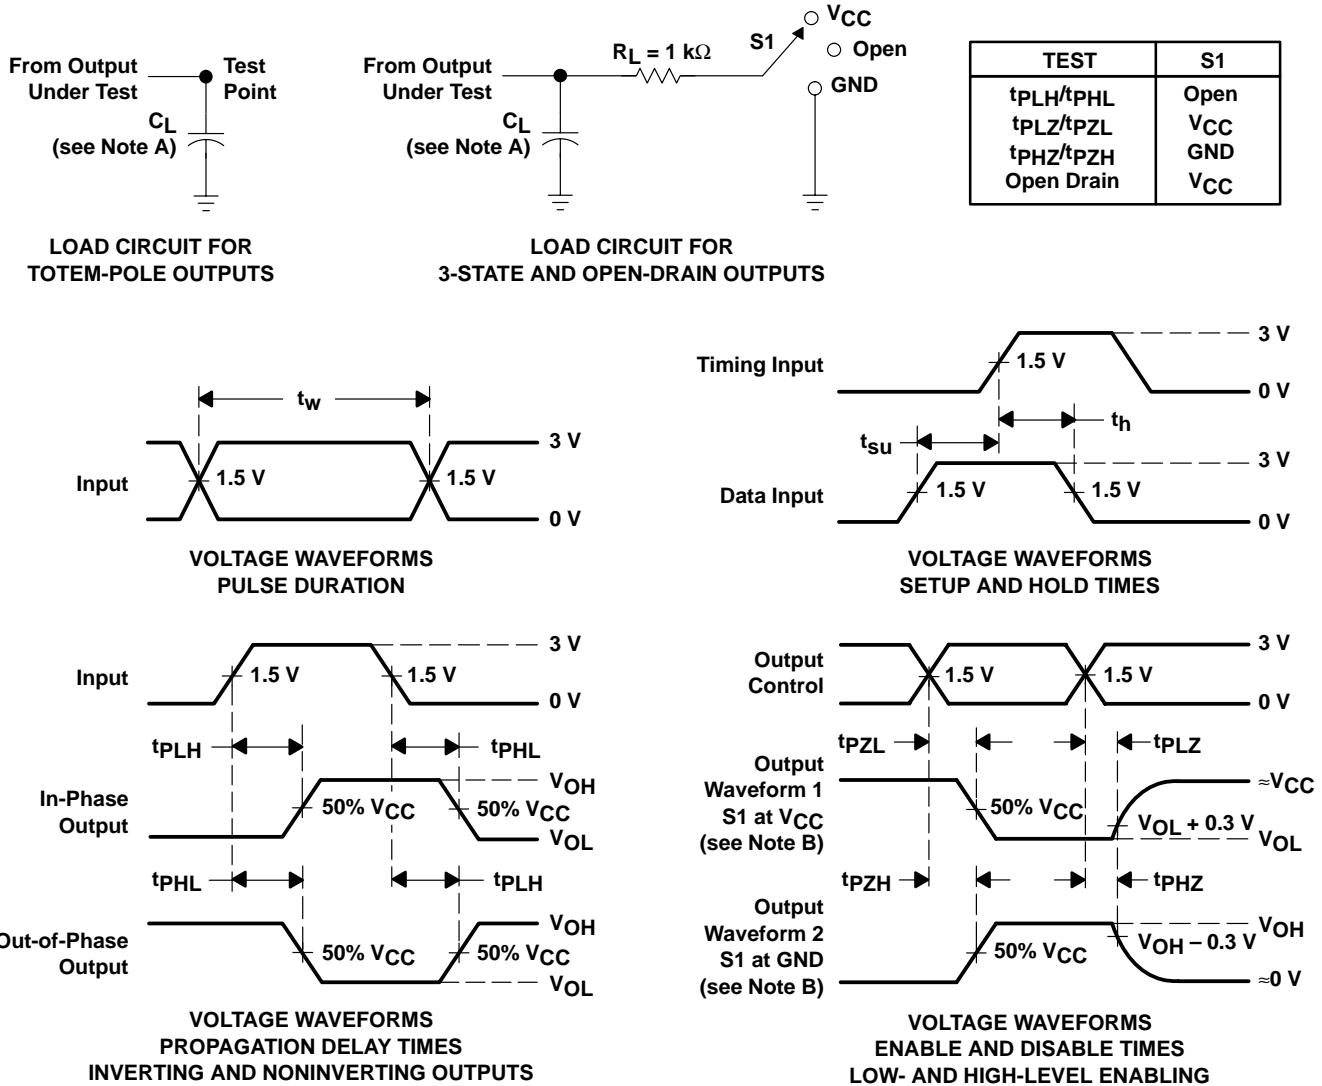 From Output
Under Test
Test
Point
CL
(see Note A)
LOAD CIRCUIT FOR
TOTEM-POLE OUTPUTS
From Output
Under Test
CL
(see Note A)
RL = 1 kΩ
S1
VCC
Open
GND
LOAD CIRCUIT FOR
3-STATE AND OPEN-DRAIN OUTPUTS
TEST S1
tPLH/tPHL Open
tPLZ/tPZL VCC
tPHZ/tPZH GND
Open Drain VCC
tw
Input
1.5 V
1.5 V
3 V
0 V
VOLTAGE WAVEFORMS
PULSE DURATION
Timing Input
1.5 V
3 V
0 V
tsu
th
Data Input
1.5 V
1.5 V
3 V
0 V
VOLTAGE WAVEFORMS
SETUP AND HOLD TIMES
Input
1.5 V
1.5 V
3 V
0 V
tPLH
tPHL
In-Phase
Output
50% VCC
50% VCC
VOH
VOL
tPHL
tPLH
Out-of-Phase
Output
50% VCC
50% VCC
VOH
VOL
VOLTAGE WAVEFORMS
PROPAGATION DELAY TIMES
INVERTING AND NONINVERTING OUTPUTS
Output
Control
1.5 V
1.5 V
3 V
0 V
tPZL
tPLZ
Output
Waveform 1
S1 at VCC
(see Note B)
50% VCC
VOL + 0.3 V
≈VCC
VOL
tPZH
tPHZ
Output
Waveform 2
S1 at GND
(see Note B)
50% VCC
VOH − 0.3 V
VOH
≈0 V
VOLTAGE WAVEFORMS
ENABLE AND DISABLE TIMES
LOW- AND HIGH-LEVEL ENABLING